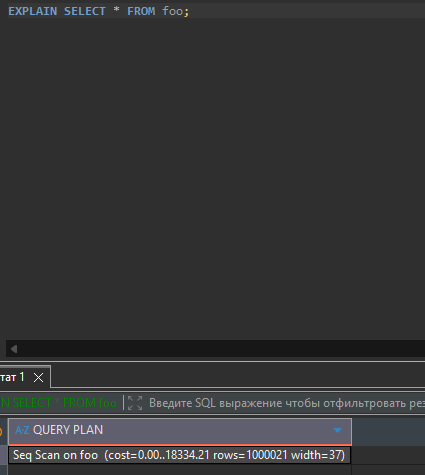 EXPLAIN SELECT * FROM foo;
тат 1
N SELECT * FROM foo Введите SQL выражение чтобы отфильтровать рез
A-Z QUERY PLAN
Seq Scan on foo (cost=0.00..18334.21 rows=1000021 width=37)